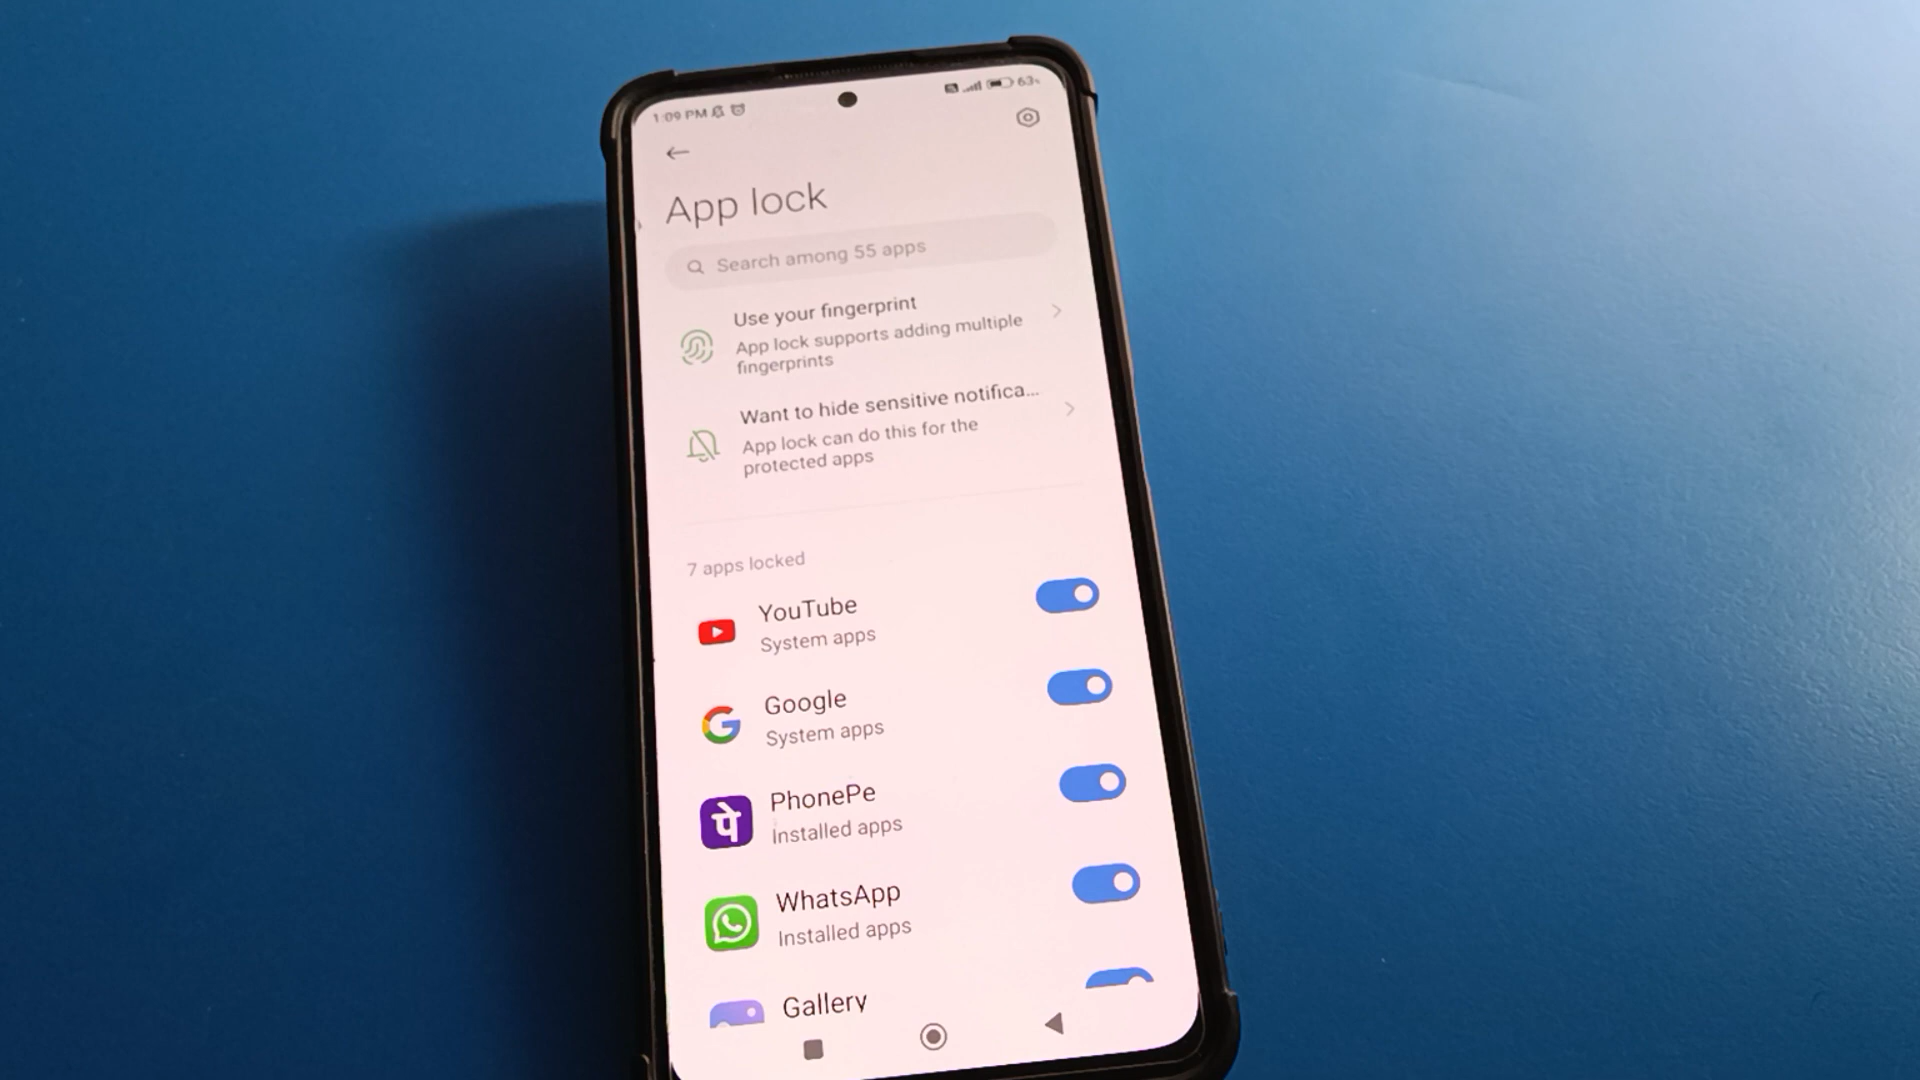 1:09 PM
63%
App lock
Search among 55 apps
Use your fingerprint
App lock supports adding multiple
fingerprints
Want to hide sensitive notifica...
App lock can do this for the
protected apps
7 apps locked
YouTube
System apps
Google
System apps
पे
PhonePe
Installed apps
WhatsApp
Installed apps
Gallery